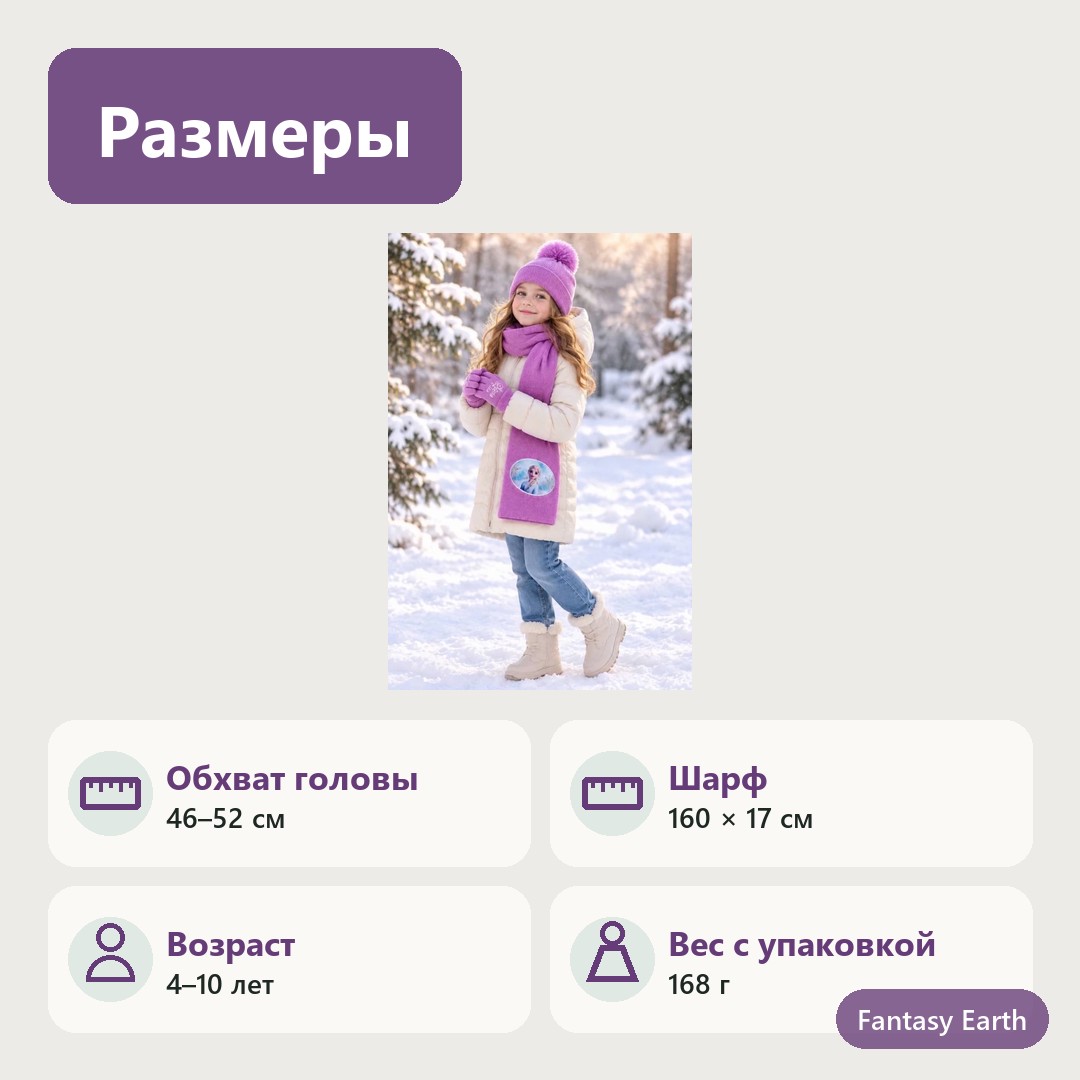 Размеры
Обхват головы
46–52 см
Шарф
160 × 17 см
Возраст
4–10 лет
Вес с упаковкой
168 г
Fantasy Earth